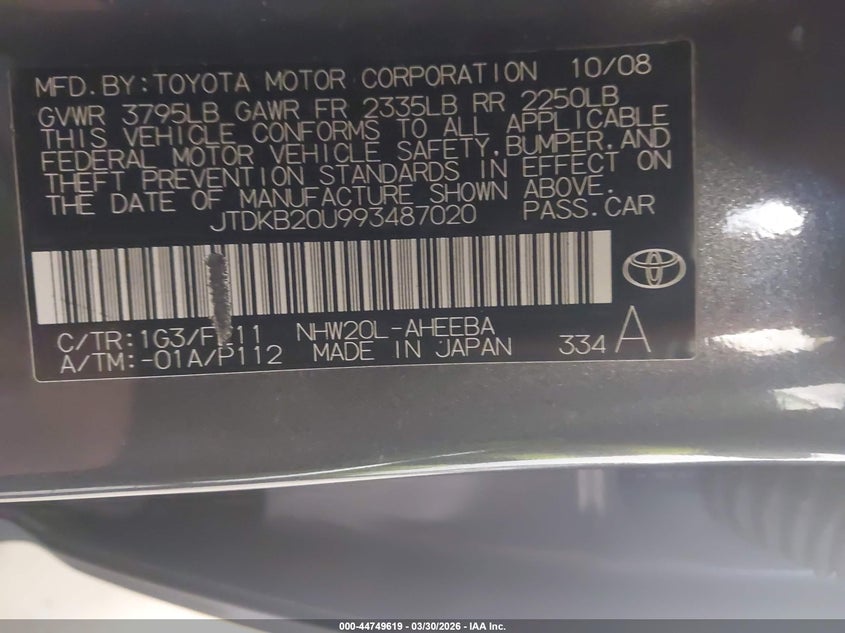 MFD. BY: TOYOTA MOTOR CORPORATION 10/08
GVWR 3795LB GAWR FR 2335LB RR 2250LB
THIS VEHICLE CONFORMS TO ALL APPLICABLE
FEDERAL MOTOR VEHICLE SAFETY, BUMPER, AND
THEFT PREVENTION STANDARDS IN EFFECT ON
THE DATE OF MANUFACTURE SHOWN ABOVE.
JTDKB20U993487020 PASS.CAR
C/TR: 1G3/F 11 NHW20L-AHEEBA
A/TM: -01A/P112 MADE IN JAPAN 334 A
000-44749619 - 03/30/2026 - IAA Inc.